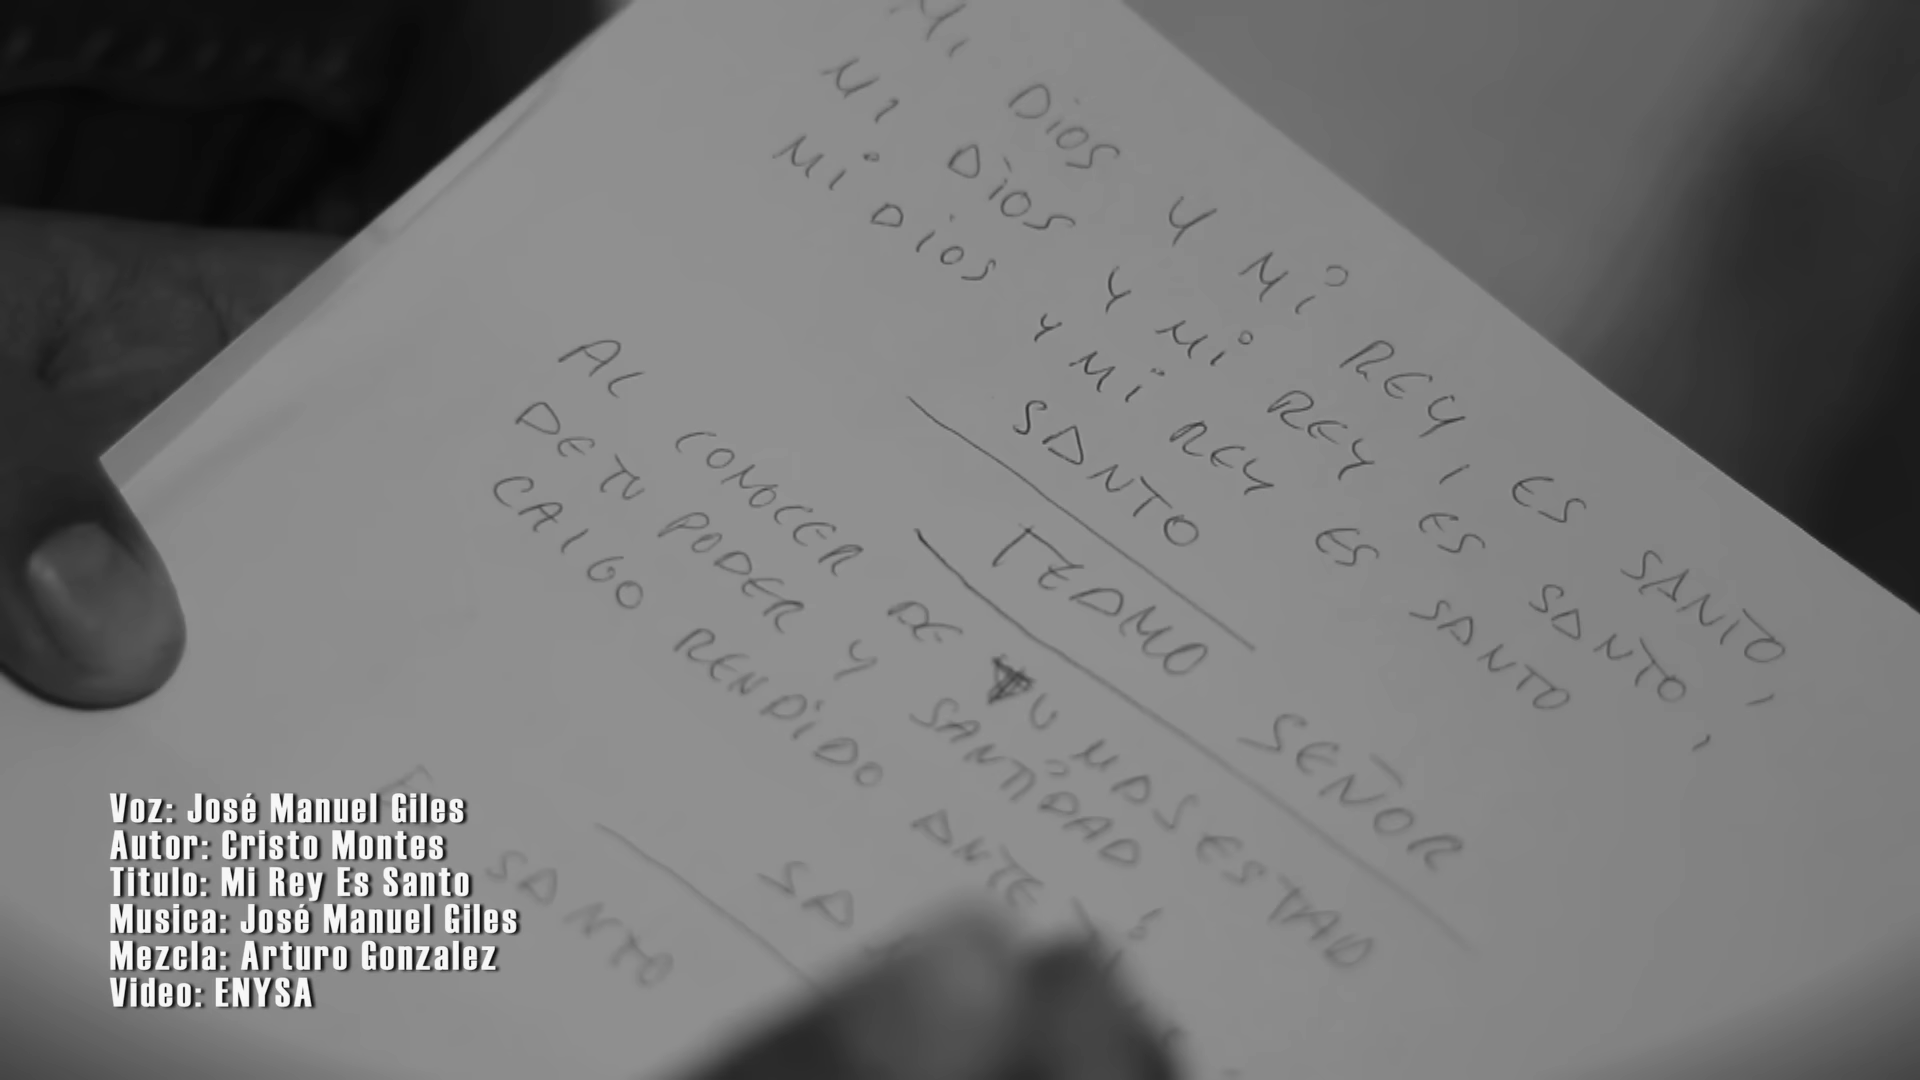 MI DIOS Y MI REY, ES SANTO,
MI DIOS Y MI REY ES SANTO,
MI DIOS Y MI REY ES SANTO
SANTO
TEAMO SEÑOR
AL CONOCER DE TU MAJESTAD
DE TU PODER Y SANTIDAD
CAIGO RENDIDO ANTE
SANTO
Voz: José Manuel Giles
Autor: Cristo Montes
Titulo: Mi Rey Es Santo
Musica: José Manuel Giles
Mezcla: Arturo Gonzalez
Video: ENYSA